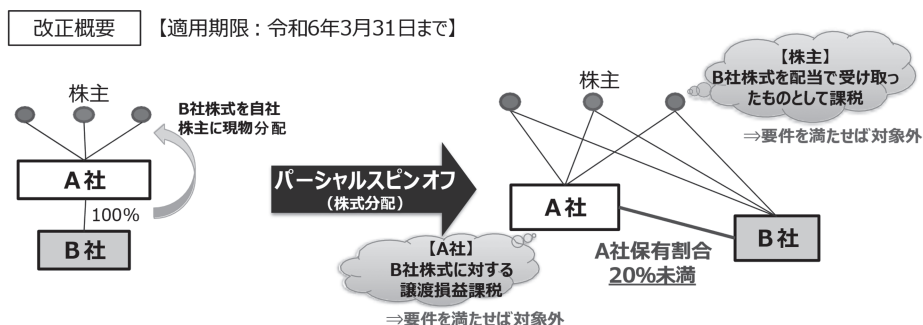 改正概要
【適用期限：令和6年3月31日まで】
株主
B社株式を自社
株主に現物分配
A社
100%
B社
パーシャルスピンオフ
（株式分配）
株主
【株主】
B社株式を配当で受け取っ
たものとして課税
⇒要件を満たせば対象外
A社
A社保有割合
20%未満
B社
【A社】
B社株式に対する
譲渡損益課税
⇒要件を満たせば対象外